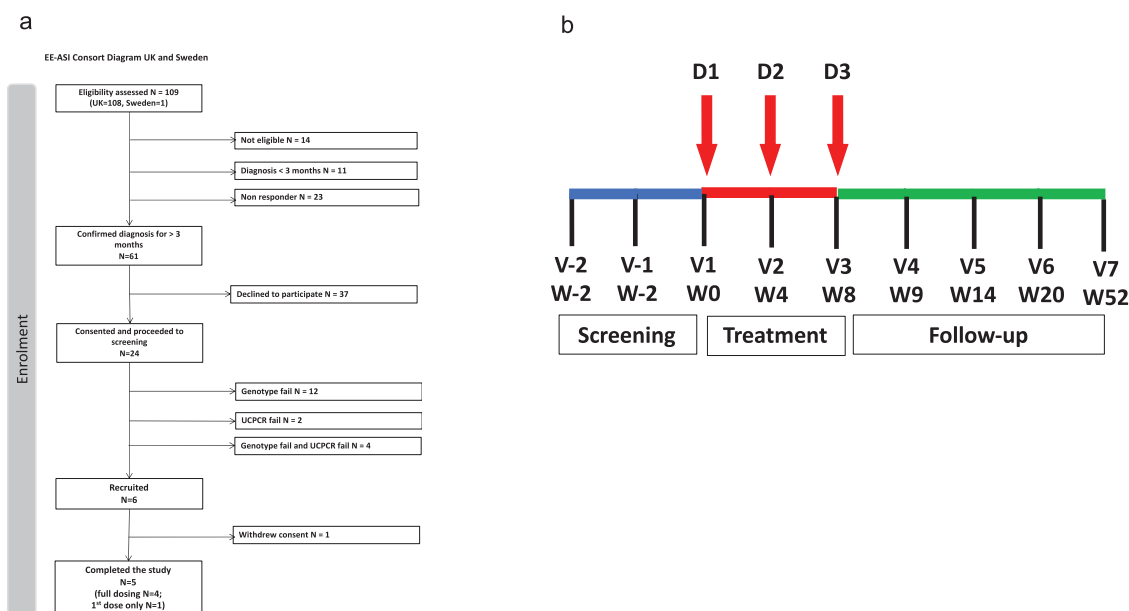 a
EE-ASI Consort Diagram UK and Sweden
Enrolment
Eligibility assessed N = 109
(UK=108, Sweden=1)
Not eligible N = 14
Diagnosis < 3 months N = 11
Non responder N = 23
Confirmed diagnosis for > 3
months
N=61
Declined to participate N = 37
Consented and proceeded to
screening
N=24
Genotype fail N = 12
UCPCR fail N = 2
Genotype fail and UCPCR fail N = 4
Recruited
N=6
Withdrew consent N = 1
Completed the study
N=5
(full dosing N=4;
1st dose only N=1)
b
D1 D2 D3
V-2 V-1 V1 V2 V3 V4 V5 V6 V7
W-2 W-2 W0 W4 W8 W9 W14 W20 W52
Screening Treatment Follow-up